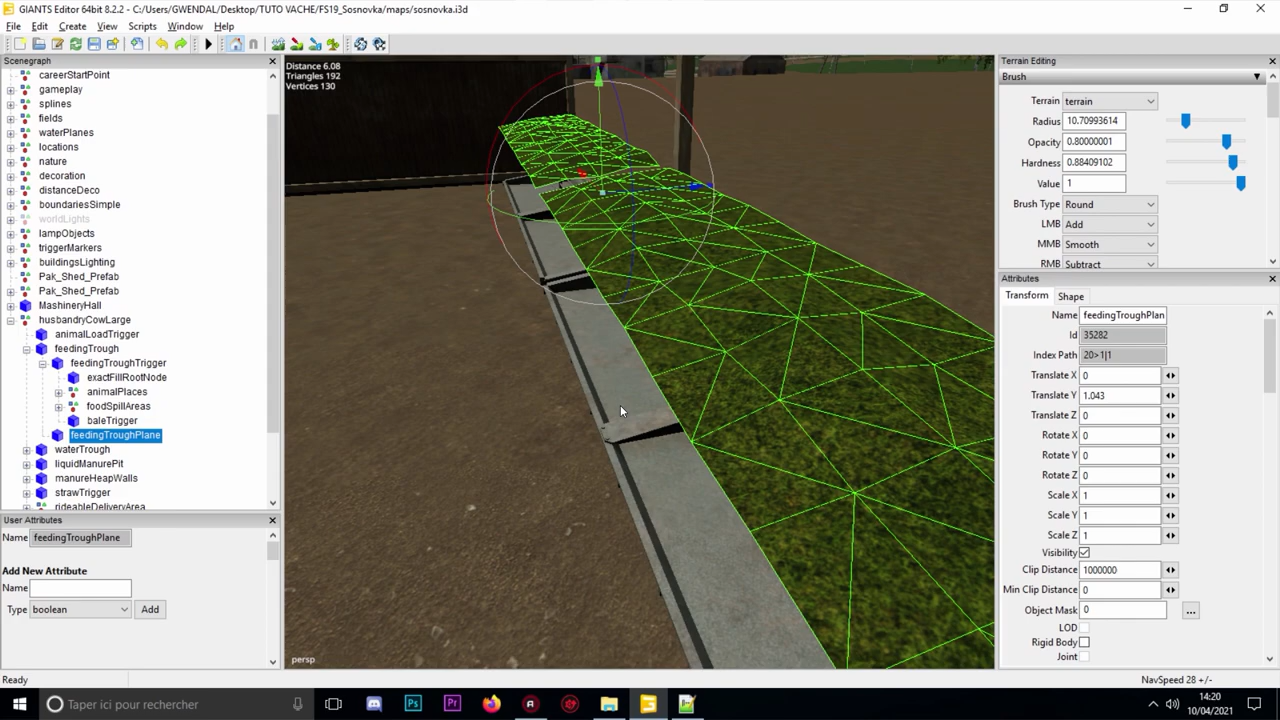 GIANTS Editor 64bit 8.2.2 - C:/Users/GWENDAL/Desktop/TUTO VACHE/FS19_Sosnovka/maps/sosnovka.i3d
File Edit Create View Scripts Window Help
Scenegraph
careerStartPoint
gameplay
splines
fields
waterPlanes
locations
nature
decoration
distanceDeco
boundariesSimple
worldLights
lampObjects
triggerMarkers
buildingsLighting
Pak_Shed_Prefab
Pak_Shed_Prefab
MashineryHall
husbandryCowLarge
animalLoadTrigger
feedingTrough
feedingTroughTrigger
exactFillRootNode
animalPlaces
foodSpillAreas
baleTrigger
feedingTroughPlane
waterTrough
liquidManurePit
manureHeapWalls
strawTrigger
rideableDeliveryArea
User Attributes
Name feedingTroughPlane
Add New Attribute
Name
Type boolean Add
Distance 6.08
Triangles 192
Vertices 130
persp
Terrain Editing
Brush
Terrain terrain
Radius 10.70993614
Opacity 0.80000001
Hardness 0.88409102
Value 1
Brush Type Round
LMB Add
MMB Smooth
RMB Subtract
Attributes
Transform Shape
Name feedingTroughPlan
Id 35282
Index Path 20>1|1
Translate X 0
Translate Y 1.043
Translate Z 0
Rotate X 0
Rotate Y 0
Rotate Z 0
Scale X 1
Scale Y 1
Scale Z 1
Visibility
Clip Distance 1000000
Min Clip Distance 0
Object Mask 0 ...
LOD
Rigid Body
Joint
Ready
NavSpeed 28 +/-
Taper ici pour rechercher
14:20
10/04/2021